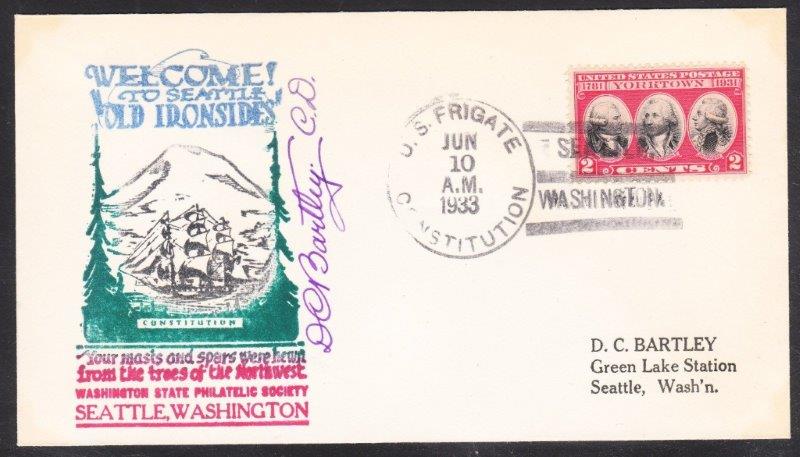 WELCOME!
TO SEATTLE
"OLD IRONSIDES"
CONSTITUTION
Your masts and spars were hewn
from the trees of the Northwest
WASHINGTON STATE PHILATELIC SOCIETY
SEATTLE, WASHINGTON
D C Bartley. C.D.
U.S. FRIGATE
JUN
10
A.M.
1933
CONSTITUTION
WASHINGTON
UNITED STATES POSTAGE
1781 YORKTOWN 1931
2 CENTS 2
D. C. BARTLEY
Green Lake Station
Seattle, Wash'n.